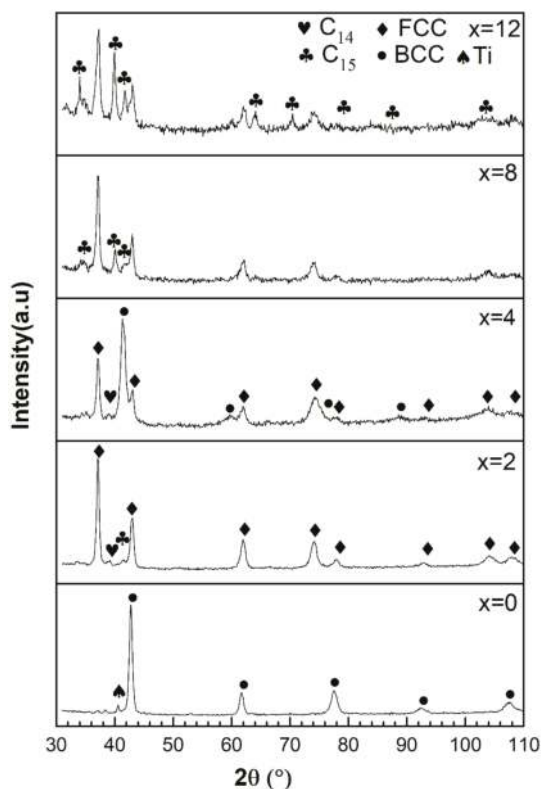 ♥ C₁₄ ♦ FCC x=12
♣ C₁₅ ● BCC ♠Ti
x=8
x=4
x=2
x=0
Intensity(a.u)
30 40 50 60 70 80 90 100 110
2θ (°)